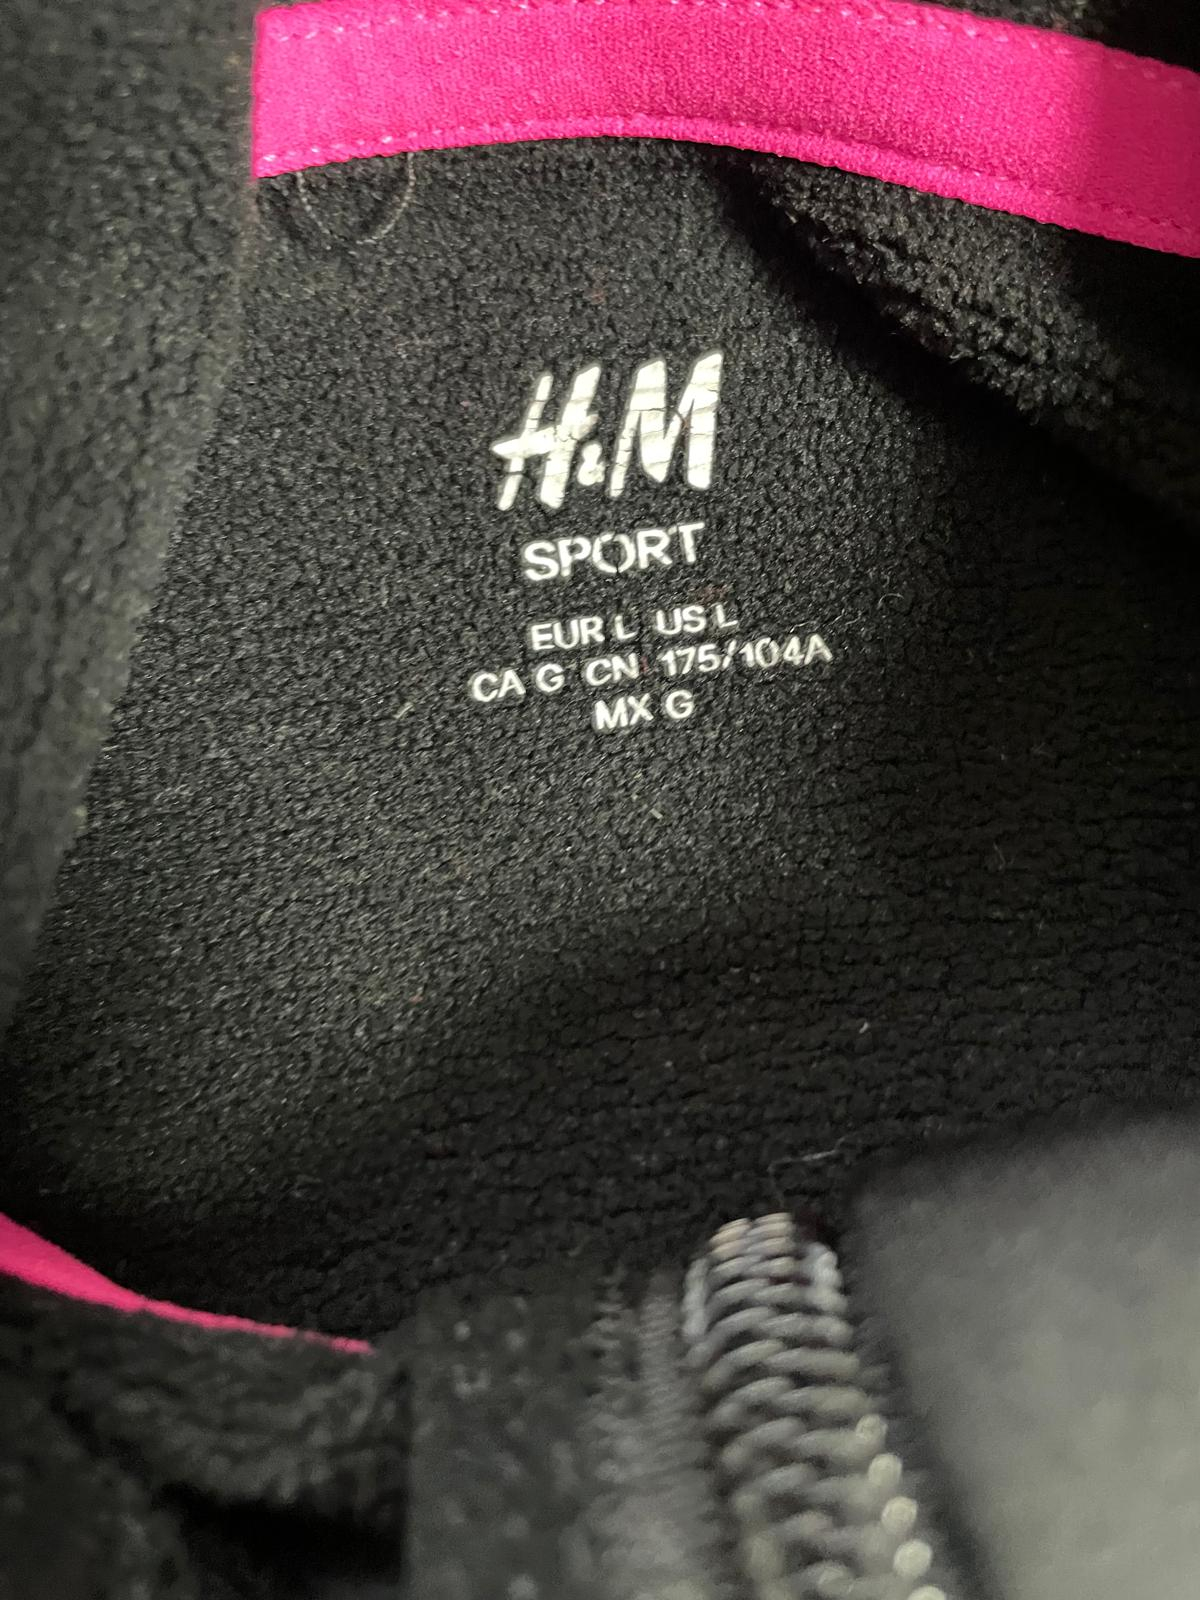 H&M
SPORT
EUR L US L
CA G CN 175/104A
MX G